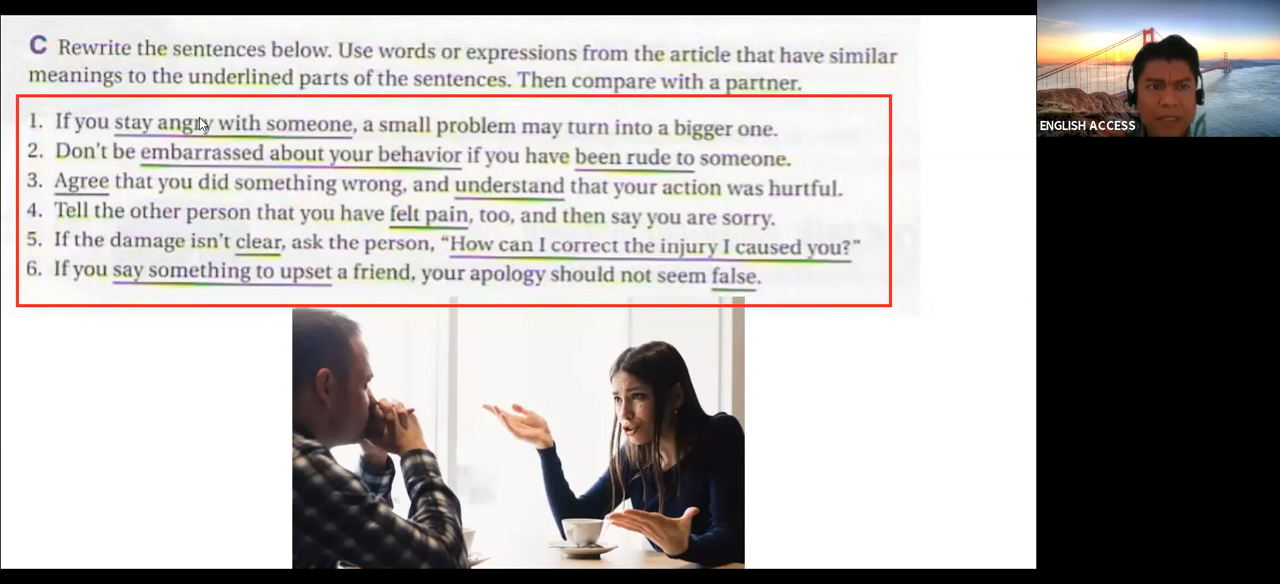 C Rewrite the sentences below. Use words or expressions from the article that have similar
meanings to the underlined parts of the sentences. Then compare with a partner.
1. If you stay angry with someone, a small problem may turn into a bigger one.
2. Don't be embarrassed about your behavior if you have been rude to someone.
3. Agree that you did something wrong, and understand that your action was hurtful.
4. Tell the other person that you have felt pain, too, and then say you are sorry.
5. If the damage isn't clear, ask the person, “How can I correct the injury I caused you?”
6. If you say something to upset a friend, your apology should not seem false.
ENGLISH ACCESS